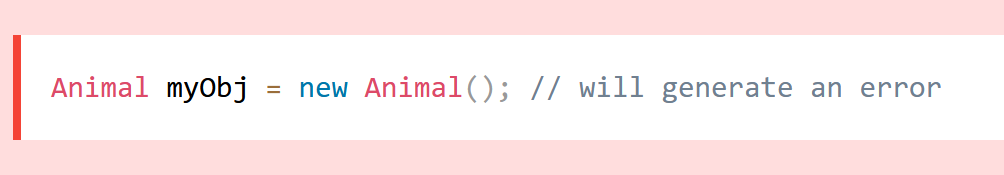 Animal myObj = new Animal(); // will generate an error